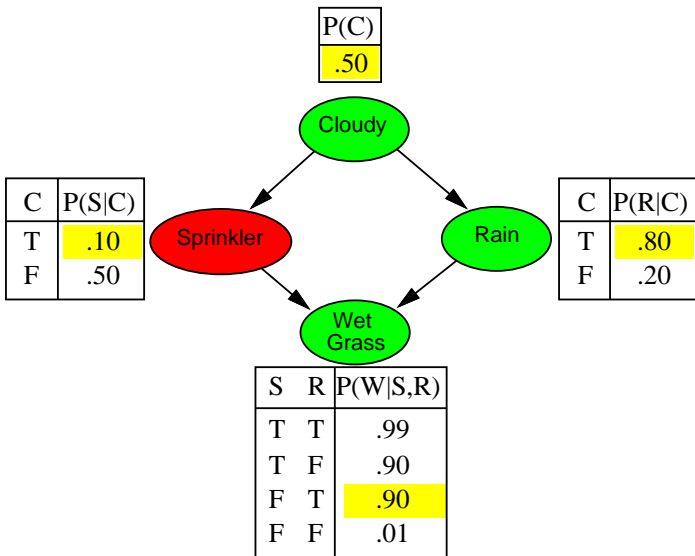 P(C)
.50
Cloudy
C P(S|C)
T .10
F .50
Sprinkler
Rain
C P(R|C)
T .80
F .20
Wet
Grass
S R P(W|S,R)
T T .99
T F .90
F T .90
F F .01